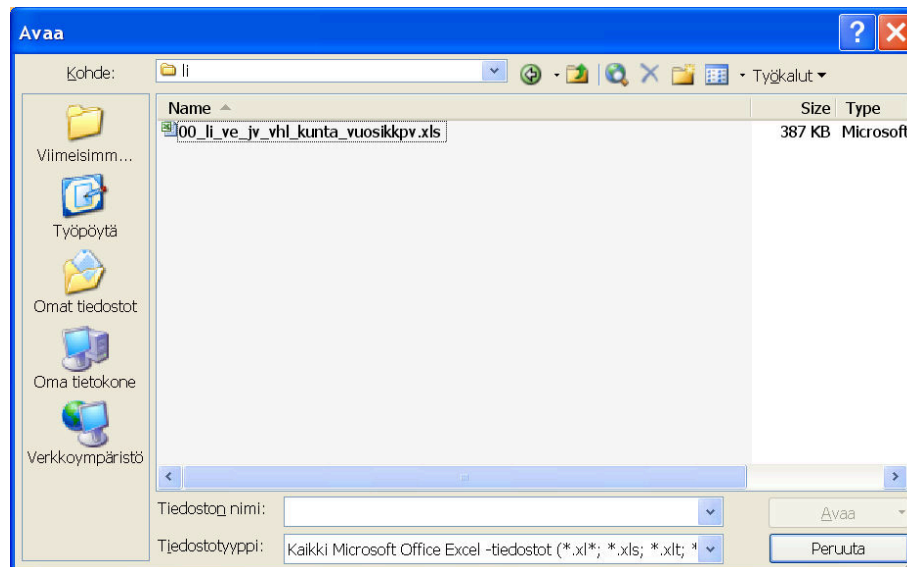 Avaa
Kohde:
li
Työkalut
Name
Size
Type
00_li_ve_jv_vhl_kunta_vuosikkpv.xls
387 KB
Microsoft
Viimeisimm...
Työpöytä
Omat tiedostot
Oma tietokone
Verkkoympäristö
Tiedoston nimi:
Avaa
Tiedostotyyppi:
Kaikki Microsoft Office Excel -tiedostot (*.xl*; *.xls; *.xlt; *
Peruuta